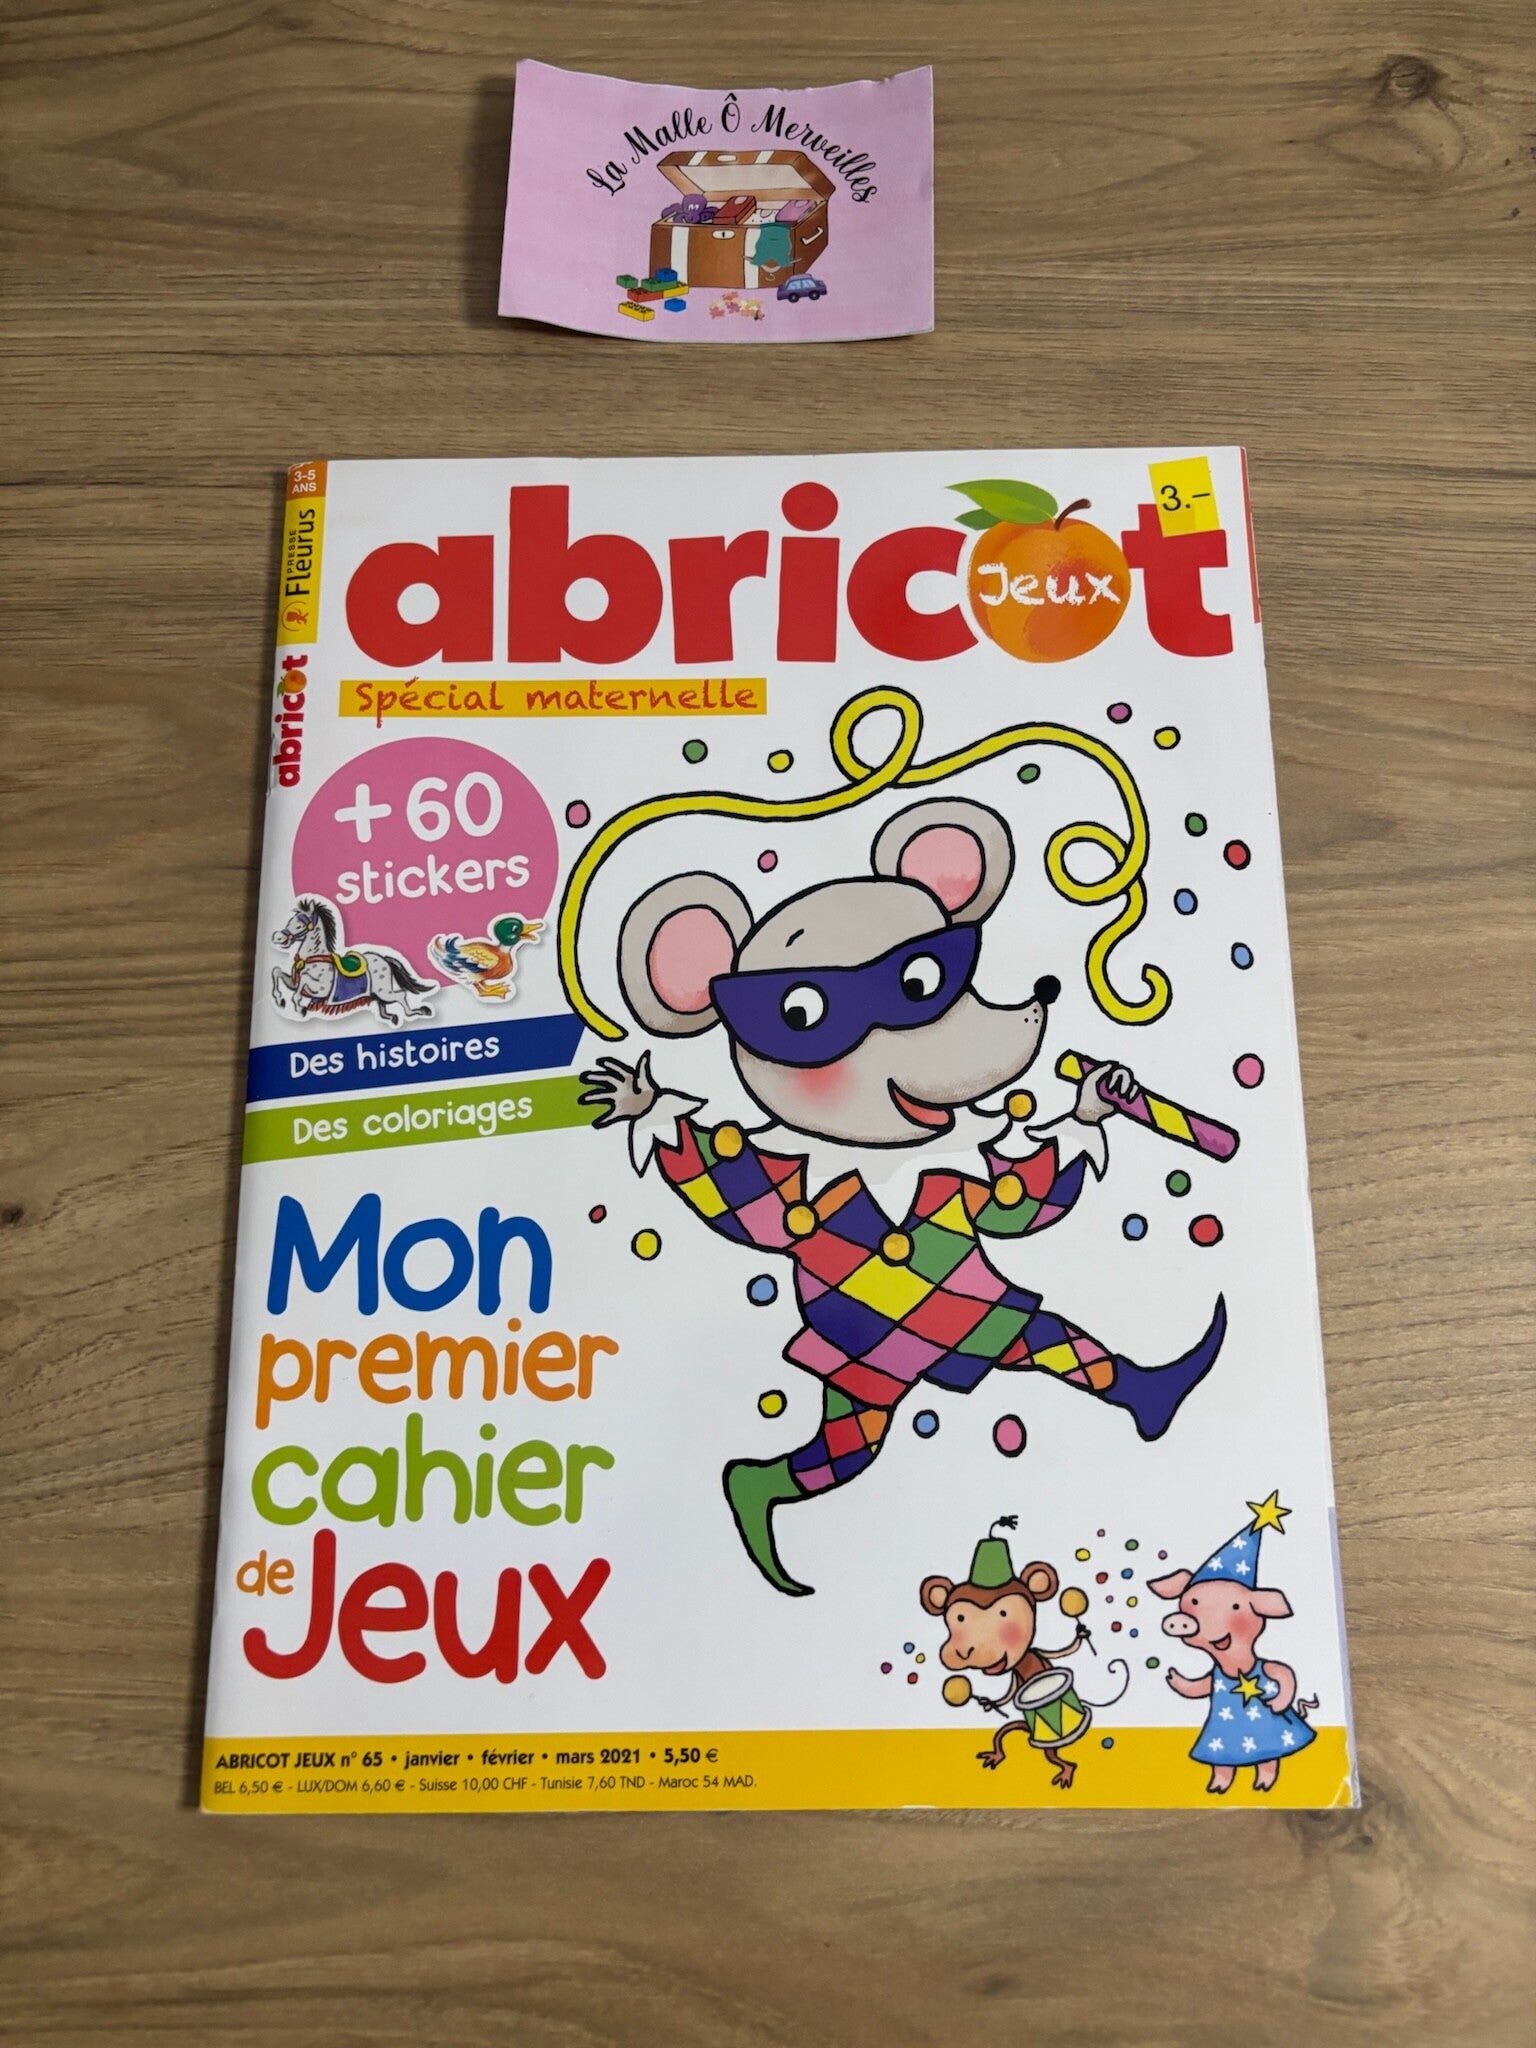 La Malle Ô Merveilles
3-5
ANS
PRESSE
Fleurus
abricot
abricot
Jeux
3.-
Spécial maternelle
+60
stickers
Des histoires
Des coloriages
Mon
premier
cahier
de Jeux
ABRICOT JEUX n° 65 • janvier • février • mars 2021 • 5,50 €
BEL 6,50 € - LUX/DOM 6,60 € - Suisse 10,00 CHF - Tunisie 7,60 TND - Maroc 54 MAD.